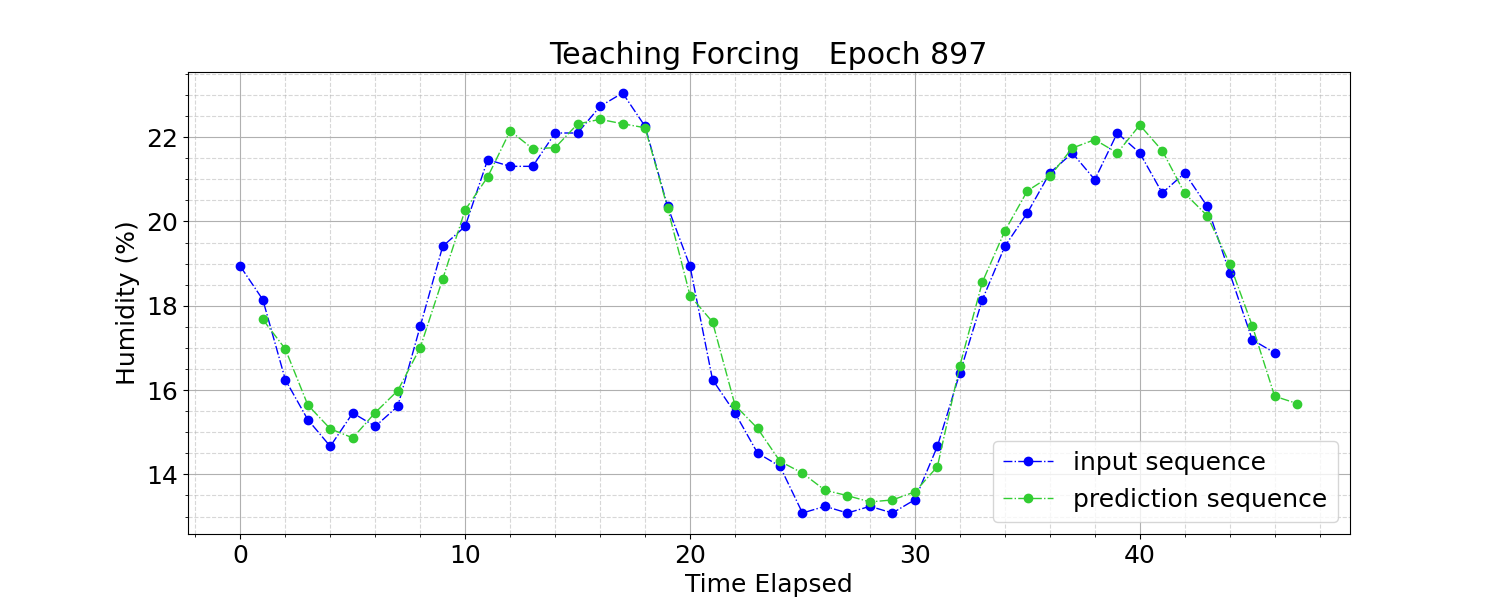 Teaching Forcing   Epoch 897
Humidity (%)
22
20
18
16
14
input sequence
prediction sequence
0 10 20 30 40
Time Elapsed